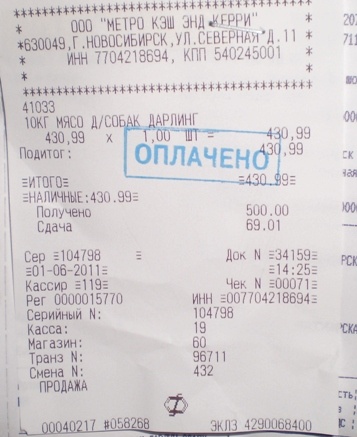 ************************************
* ООО "МЕТРО КЭШ ЭНД КЕРРИ" *
*630049,Г.НОВОСИБИРСК,УЛ.СЕВЕРНАЯ Д.11 *
* ИНН 7704218694, КПП 540245001 *
************************************
41033
10КГ МЯСО Д/СОБАК ДАРЛИНГ
430,99 x 1,00 ШТ = 430,99
Подитог: 430,99
ОПЛАЧЕНО
≡ИТОГО≡ ≡430.99≡
≡НАЛИЧНЫЕ:430.99≡
Получено 500.00
Сдача 69.01
Сер ≡104798 ≡ Док N ≡34159≡
≡01-06-2011≡ ≡14:25≡
Кассир ≡119≡ Чек N ≡00071≡
Рег 0000015770 ИНН ≡007704218694≡
Серийный N: 104798
Касса: 19
Магазин: 60
Транз N: 96711
Смена N: 432
ПРОДАЖА
00040217 #058268 ЭКЛЗ 4290068400